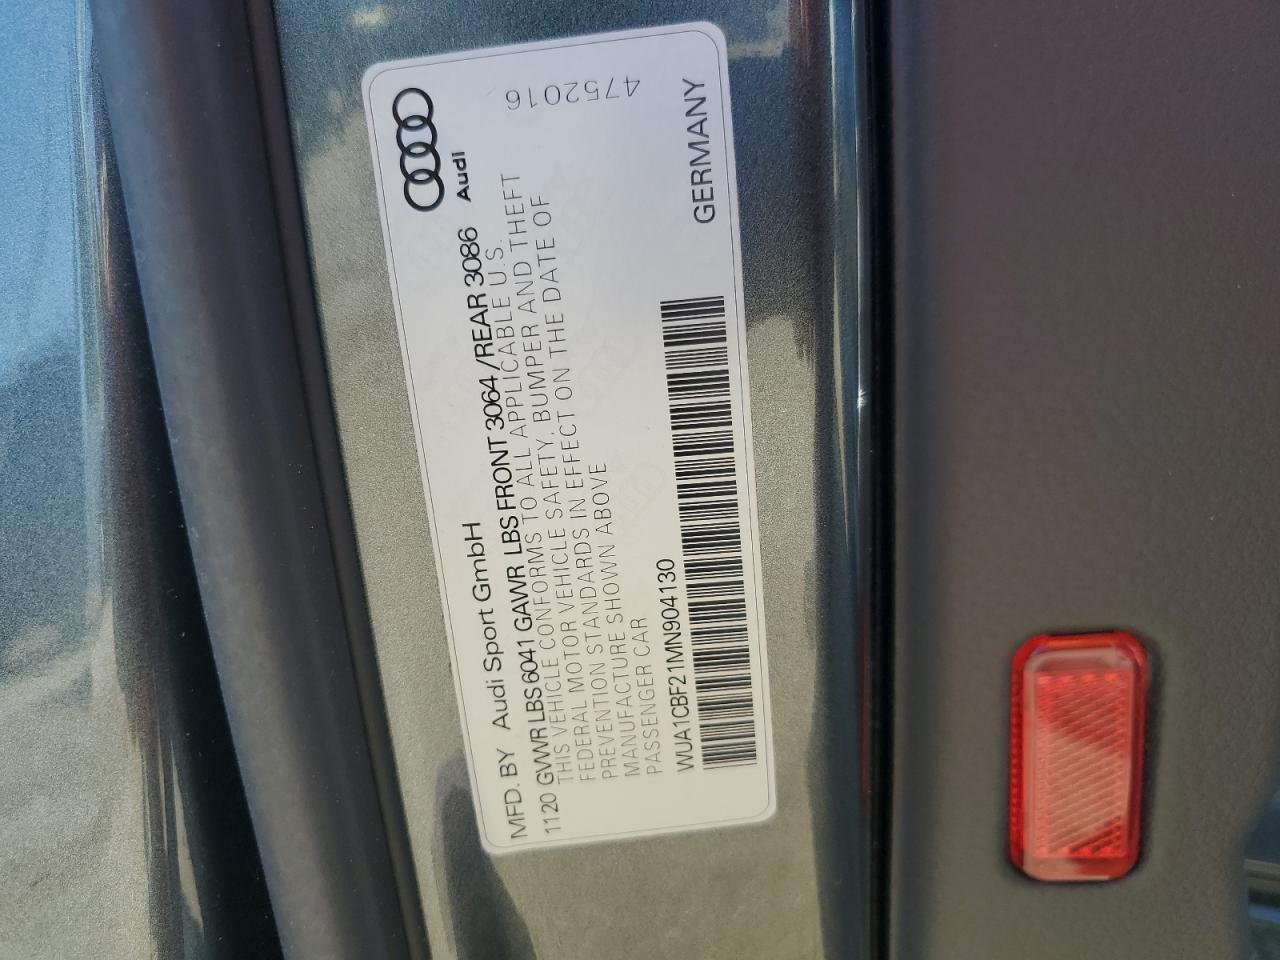 MFD. BY Audi Sport GmbH
Audi
1120 GVWR LBS 6041 GAWR LBS FRONT 3064 / REAR 3086
THIS VEHICLE CONFORMS TO ALL APPLICABLE U.S.
FEDERAL MOTOR VEHICLE SAFETY, BUMPER AND THEFT
PREVENTION STANDARDS IN EFFECT ON THE DATE OF
MANUFACTURE SHOWN ABOVE
PASSENGER CAR
4752016
WUA1CBF21MN904130
GERMANY